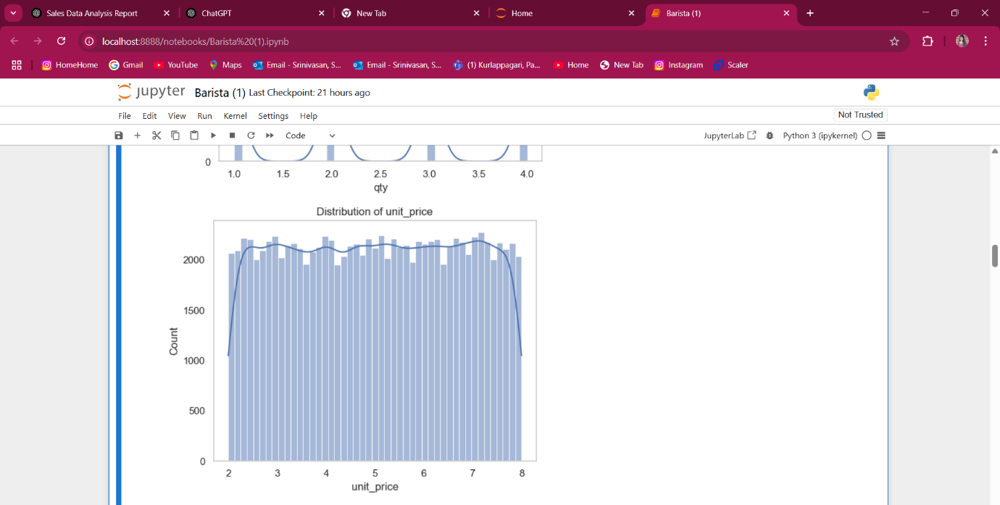 Sales Data Analysis Report ChatGPT New Tab Home Barista (1)
localhost:8888/notebooks/Barista%20(1).ipynb
HomeHome Gmail YouTube Maps Email - Srinivasan, S... Email - Srinivasan, S... (1) Kurlappagari, Pa... Home New Tab Instagram Scaler
jupyter Barista (1) Last Checkpoint: 21 hours ago
File Edit View Run Kernel Settings Help Not Trusted
Code JupyterLab Python 3 (ipykernel)
0
1.0 1.5 2.0 2.5 3.0 3.5 4.0
qty
Distribution of unit_price
2000
1500
Count
1000
500
0
2 3 4 5 6 7 8
unit_price